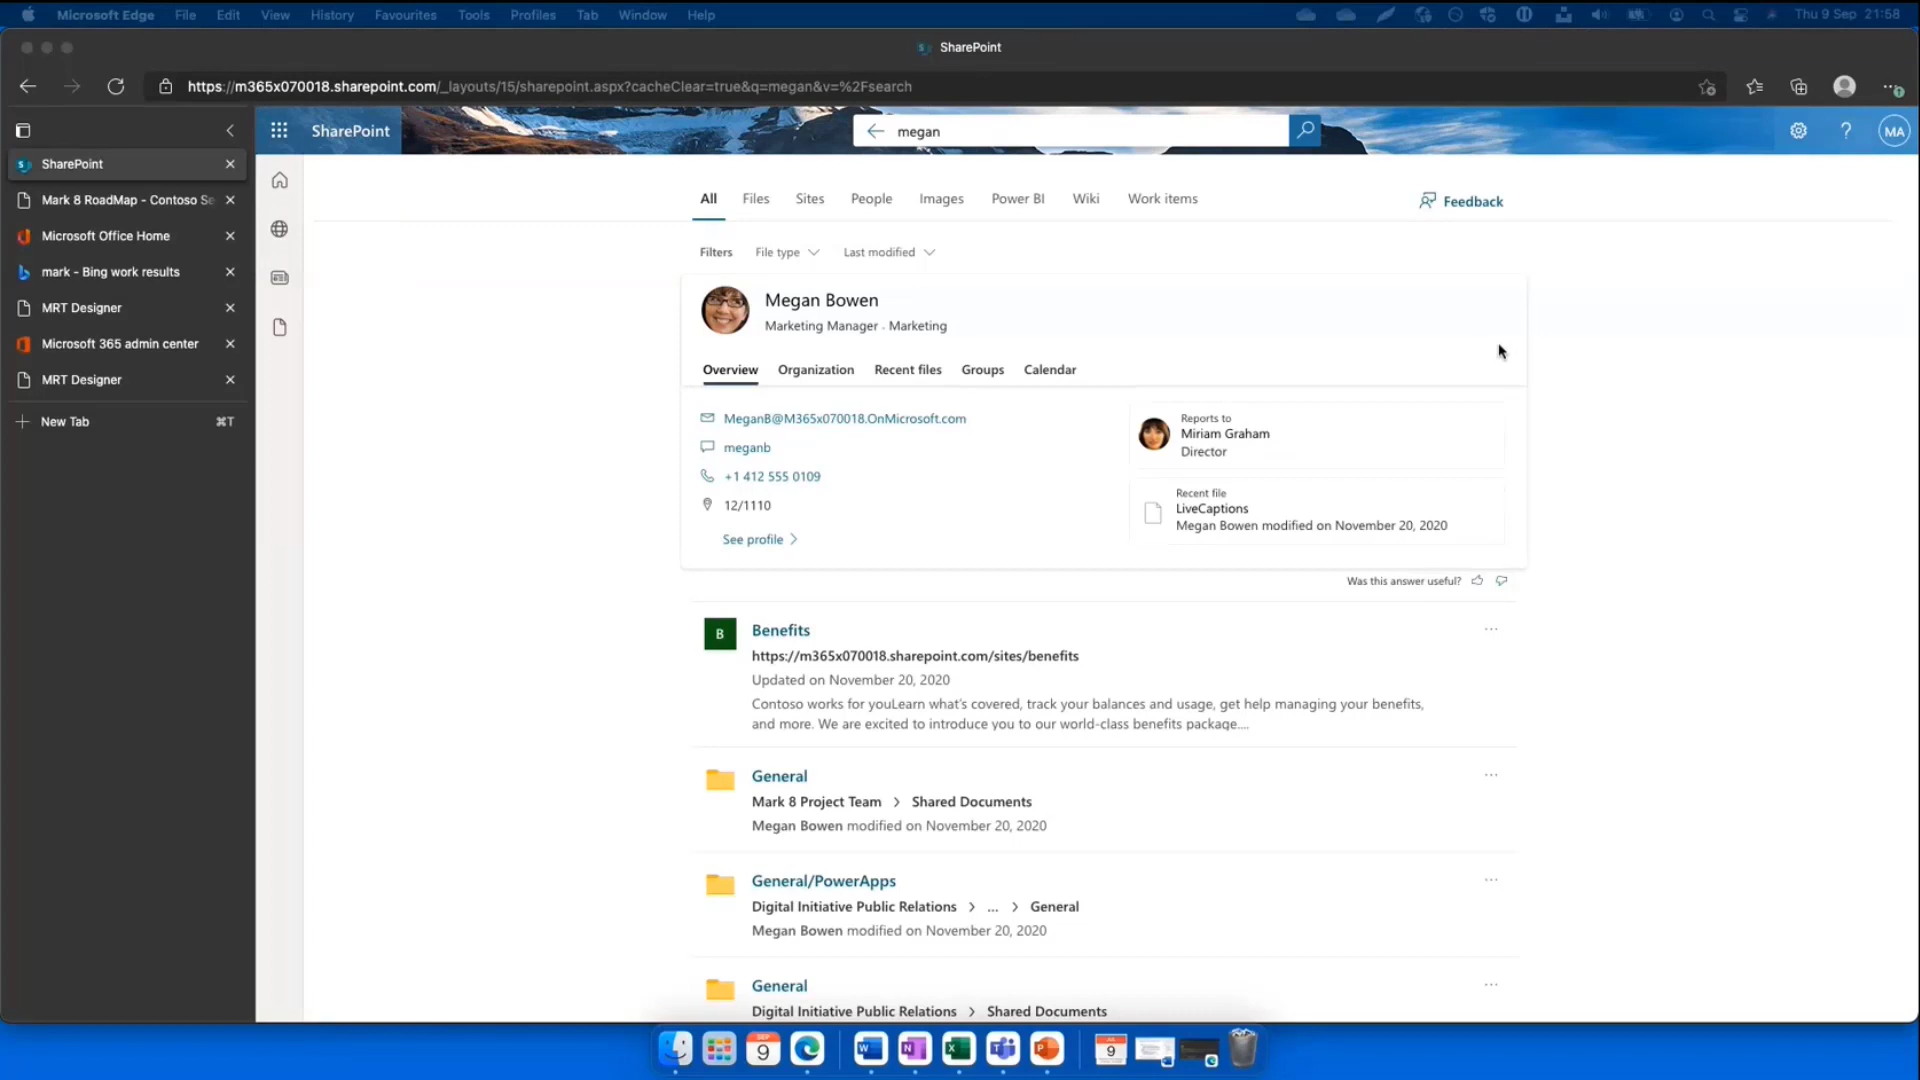 Microsoft Edge File Edit View History Favourites Tools Profiles Tab Window Help Thu 9 Sep 21:58
SharePoint
https://m365x070018.sharepoint.com/_layouts/15/sharepoint.aspx?cacheClear=true&q=megan&v=%2Fsearch
SharePoint
Mark 8 RoadMap - Contoso Se
Microsoft Office Home
mark - Bing work results
MRT Designer
Microsoft 365 admin center
MRT Designer
New Tab ⌘T
SharePoint
megan
MA
All Files Sites People Images Power BI Wiki Work items
Feedback
Filters File type Last modified
Megan Bowen
Marketing Manager . Marketing
Overview Organization Recent files Groups Calendar
MeganB@M365x070018.OnMicrosoft.com
meganb
+1 412 555 0109
12/1110
See profile
Reports to
Miriam Graham
Director
Recent file
LiveCaptions
Megan Bowen modified on November 20, 2020
Was this answer useful?
B
Benefits
https://m365x070018.sharepoint.com/sites/benefits
Updated on November 20, 2020
Contoso works for youLearn what's covered, track your balances and usage, get help managing your benefits,
and more. We are excited to introduce you to our world-class benefits package....
General
Mark 8 Project Team > Shared Documents
Megan Bowen modified on November 20, 2020
General/PowerApps
Digital Initiative Public Relations > ... > General
Megan Bowen modified on November 20, 2020
General
Digital Initiative Public Relations > Shared Documents
SEP
9
W
N
X
T
P
9